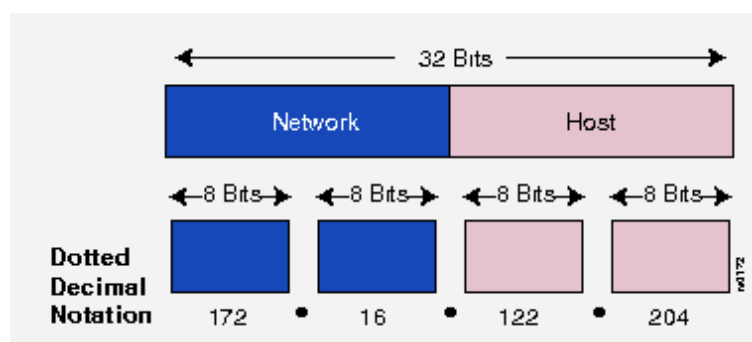 32 Bits
Network Host
8 Bits 8 Bits 8 Bits 8 Bits
Dotted
Decimal
Notation 172 • 16 • 122 • 204